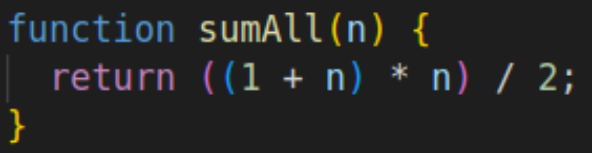 function sumAll(n) {
  return ((1 + n) * n) / 2;
}